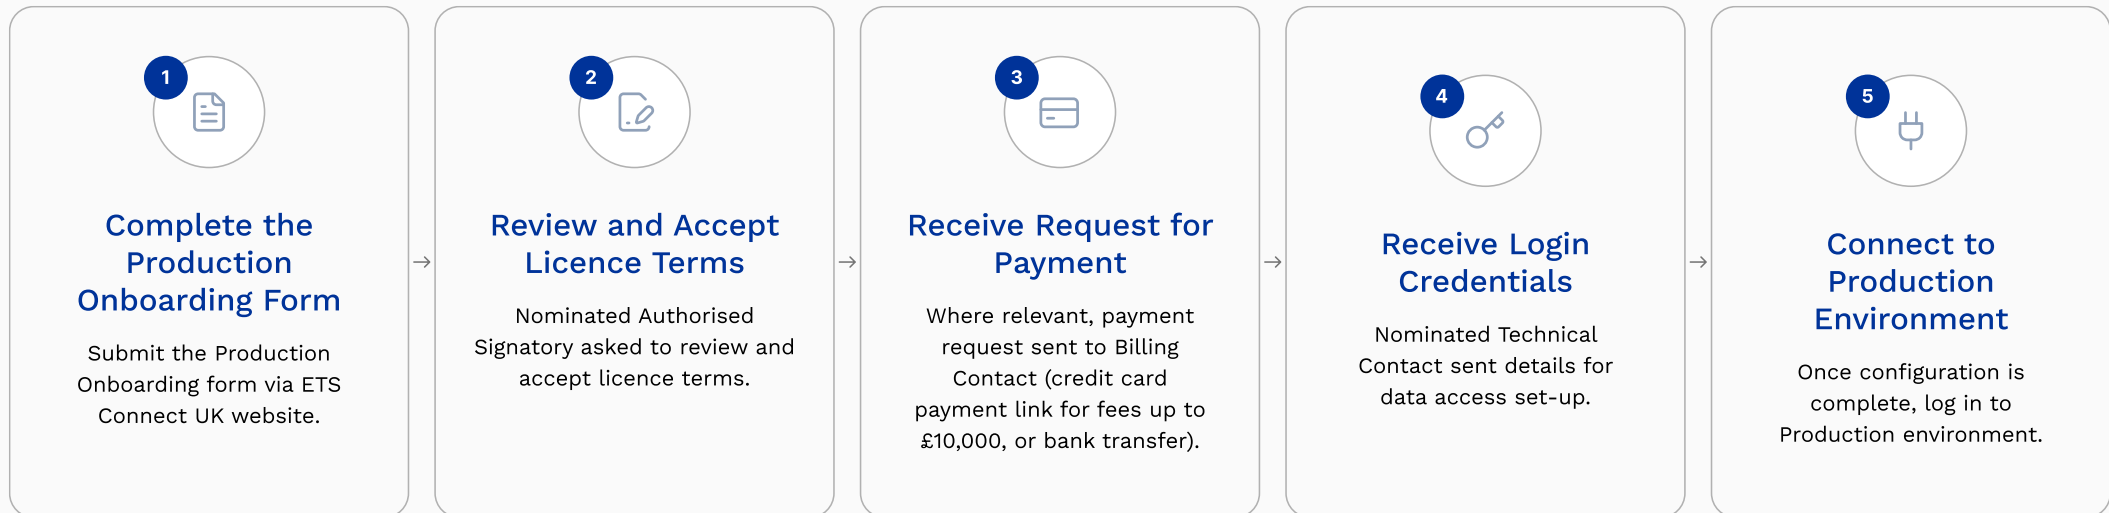 1
Complete the
Production
Onboarding Form
Submit the Production
Onboarding form via ETS
Connect UK website.
→
2
Review and Accept
Licence Terms
Nominated Authorised
Signatory asked to review and
accept licence terms.
→
3
Receive Request for
Payment
Where relevant, payment
request sent to Billing
Contact (credit card
payment link for fees up to
£10,000, or bank transfer).
→
4
Receive Login
Credentials
Nominated Technical
Contact sent details for
data access set-up.
→
5
Connect to
Production
Environment
Once configuration is
complete, log in to
Production environment.